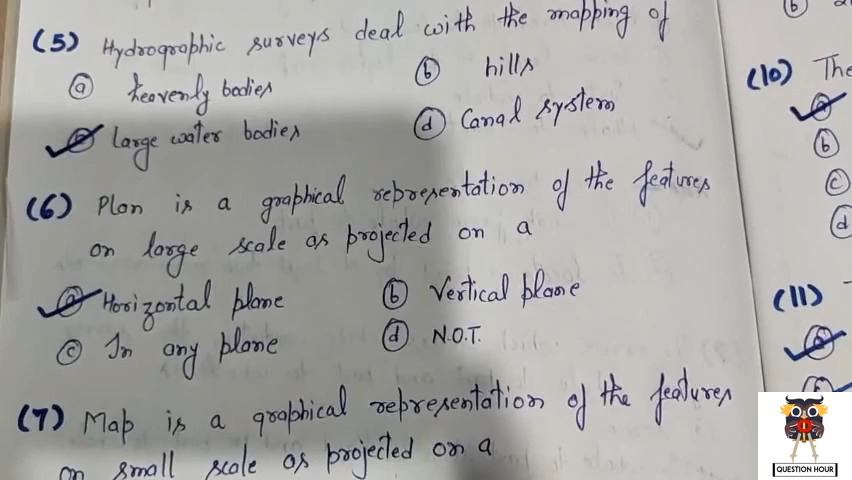 (5) Hydrographic surveys deal with the mapping of
(a) heavenly bodies (b) hills
(c) large water bodies (d) Canal system
(6) Plan is a graphical representation of the features
on large scale as projected on a
(a) Horizontal plane (b) Vertical plane
(c) In any plane (d) N.O.T.
(7) Map is a graphical representation of the features
on small scale as projected on a
(b)
(10) The
(a)
(b)
(c)
(d)
(11)
(a)
QUESTION HOUR